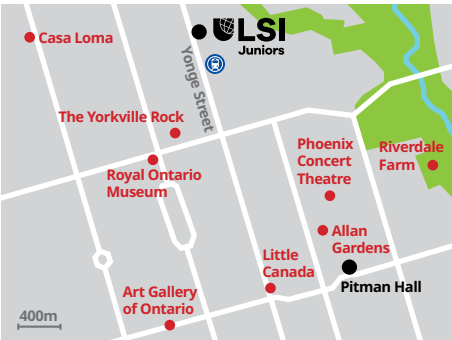 LSI
Juniors
Casa Loma
Yonge Street
The Yorkville Rock
Phoenix
Concert
Theatre
Riverdale
Farm
Royal Ontario
Museum
Allan
Gardens
Little
Canada
Pitman Hall
Art Gallery
of Ontario
400m